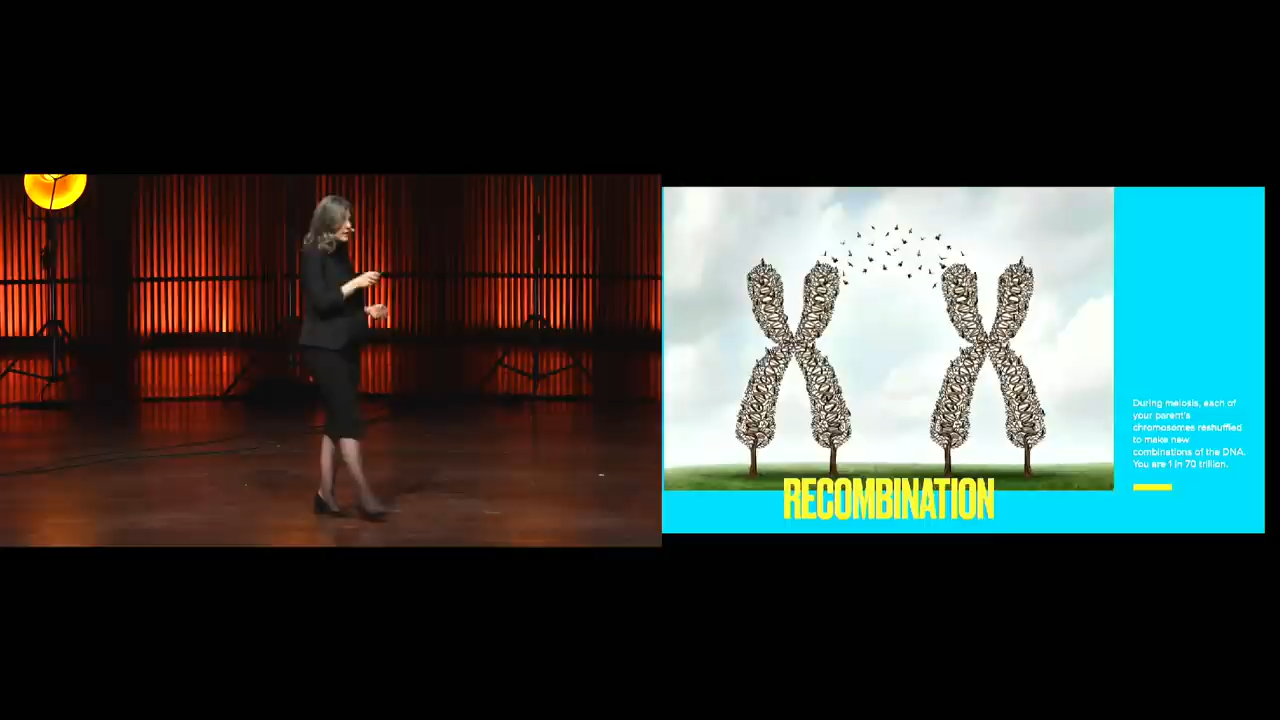 During meiosis, each of
your parent's
chromosomes reshuffled
to make new
combinations of the DNA.
You are 1 in 70 trillion.
RECOMBINATION